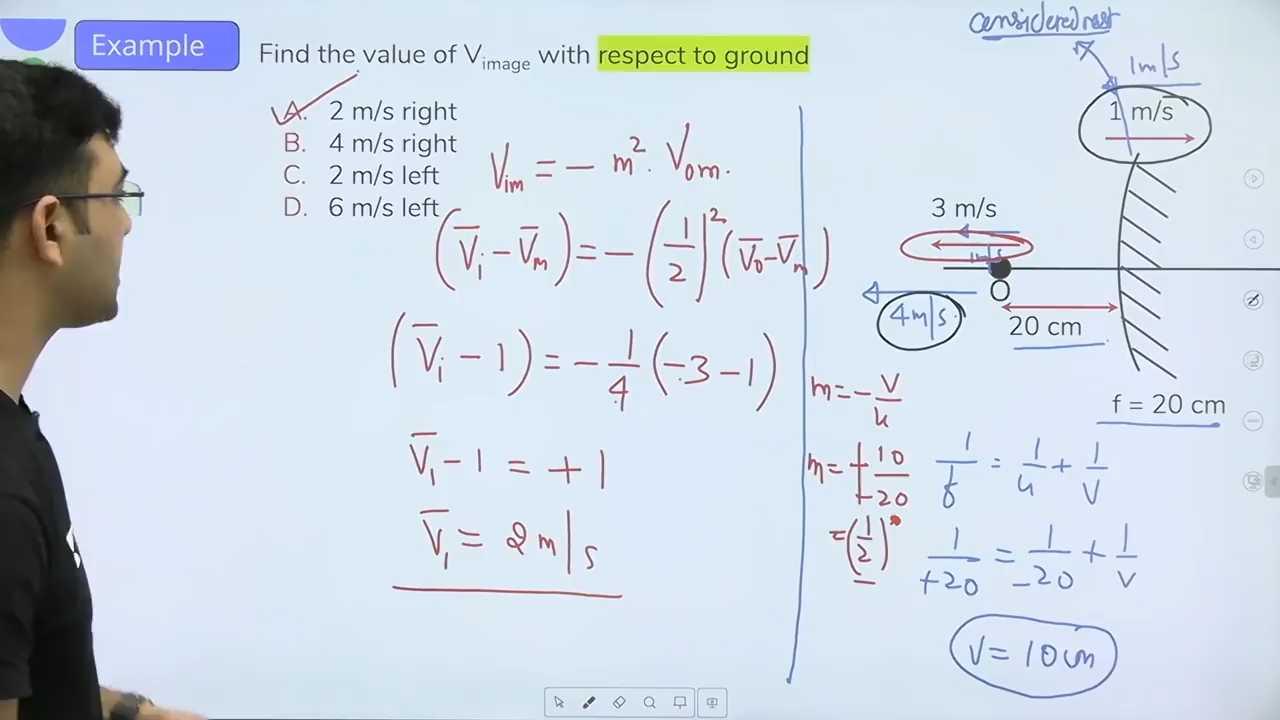 Example
Find the value of Vimage with respect to ground
A. 2 m/s right
B. 4 m/s right
C. 2 m/s left
D. 6 m/s left
Vim = - m². Vom.
(V̅i - V̅m) = - (1/2)² (V̅o - V̅m)
(V̅i - 1) = - 1/4 (-3 - 1)
V̅i - 1 = + 1
V̅i = 2 m/s
considered rest
1m/s
1 m/s
3 m/s
1m/s
O
4m/s
20 cm
f = 20 cm
m = - v/u
m = + 10/-20
= (1/2)
1/f = 1/u + 1/v
1/+20 = 1/-20 + 1/v
v = 10 cm